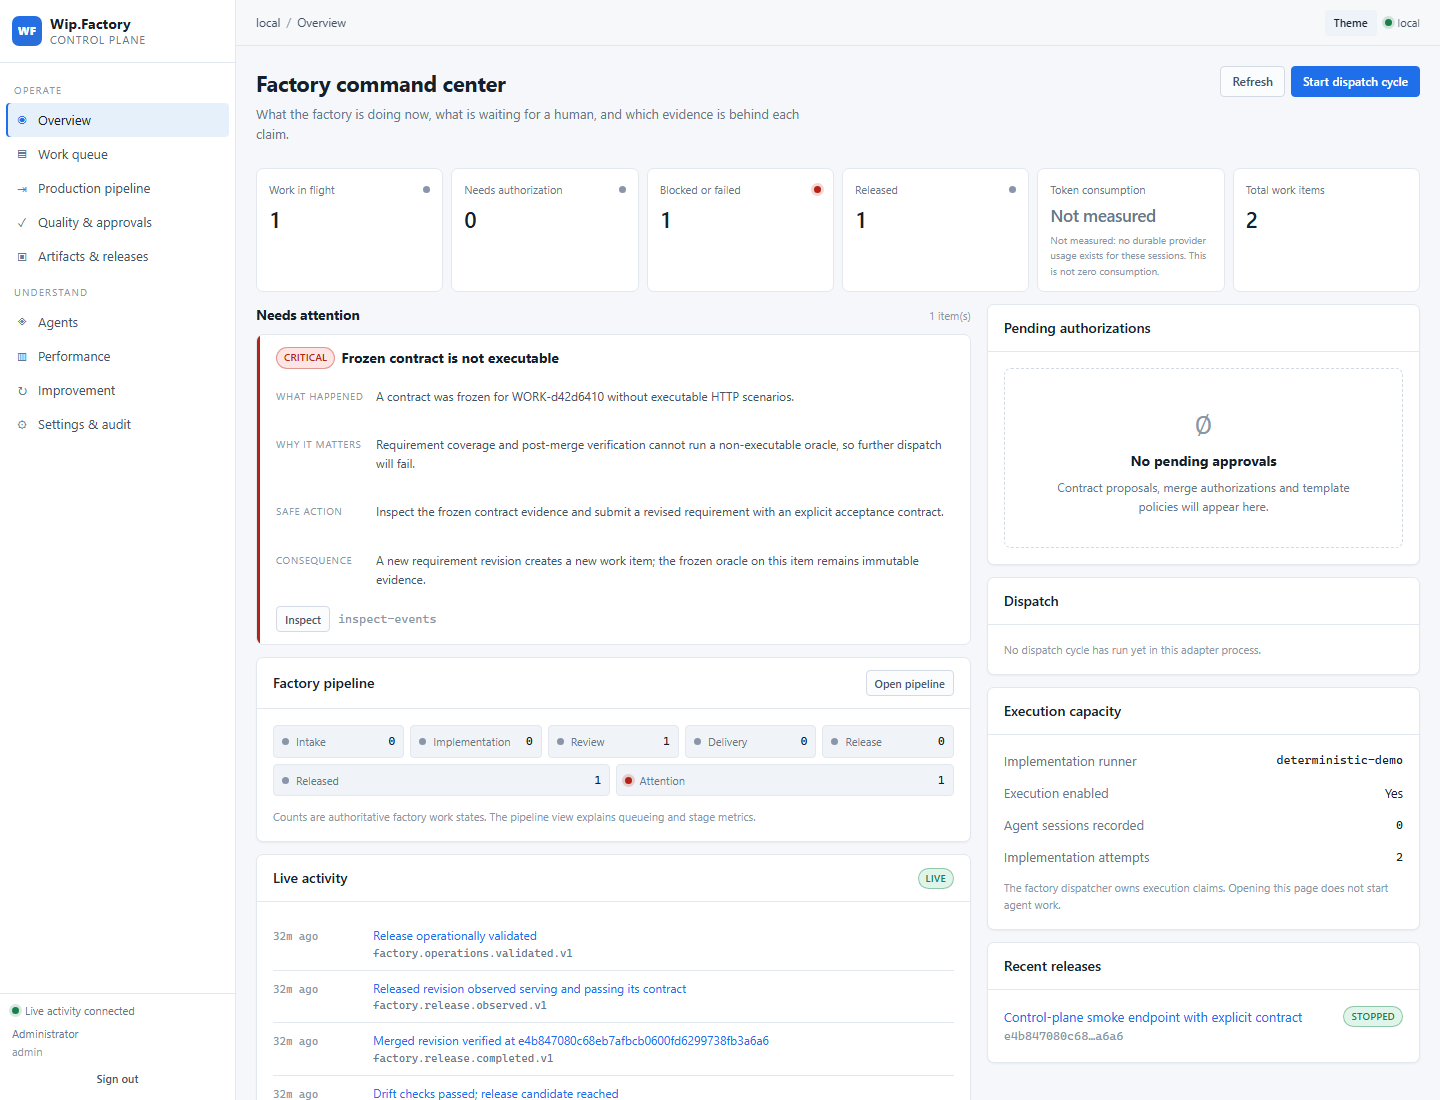 WF
Wip.Factory
CONTROL PLANE
OPERATE
Overview
Work queue
Production pipeline
Quality & approvals
Artifacts & releases
UNDERSTAND
Agents
Performance
Improvement
Settings & audit
Live activity connected
Administrator
admin
Sign out
local / Overview
Theme
local
Factory command center
What the factory is doing now, what is waiting for a human, and which evidence is behind each
claim.
Refresh
Start dispatch cycle
Work in flight
1
Needs authorization
0
Blocked or failed
1
Released
1
Token consumption
Not measured
Not measured: no durable provider
usage exists for these sessions. This
is not zero consumption.
Total work items
2
Needs attention
1 item(s)
CRITICAL
Frozen contract is not executable
WHAT HAPPENED
A contract was frozen for WORK-d42d6410 without executable HTTP scenarios.
WHY IT MATTERS
Requirement coverage and post-merge verification cannot run a non-executable oracle, so further dispatch
will fail.
SAFE ACTION
Inspect the frozen contract evidence and submit a revised requirement with an explicit acceptance contract.
CONSEQUENCE
A new requirement revision creates a new work item; the frozen oracle on this item remains immutable
evidence.
Inspect
inspect-events
Factory pipeline
Open pipeline
Intake 0
Implementation 0
Review 1
Delivery 0
Release 0
Released 1
Attention 1
Counts are authoritative factory work states. The pipeline view explains queueing and stage metrics.
Live activity
LIVE
32m ago
Release operationally validated
factory.operations.validated.v1
32m ago
Released revision observed serving and passing its contract
factory.release.observed.v1
32m ago
Merged revision verified at e4b847080c68eb7afbcb0600fd6299738fb3a6a6
factory.release.completed.v1
32m ago
Drift checks passed; release candidate reached
Pending authorizations
No pending approvals
Contract proposals, merge authorizations and template
policies will appear here.
Dispatch
No dispatch cycle has run yet in this adapter process.
Execution capacity
Implementation runner
deterministic-demo
Execution enabled
Yes
Agent sessions recorded
0
Implementation attempts
2
The factory dispatcher owns execution claims. Opening this page does not start
agent work.
Recent releases
Control-plane smoke endpoint with explicit contract
e4b847080c68…a6a6
STOPPED